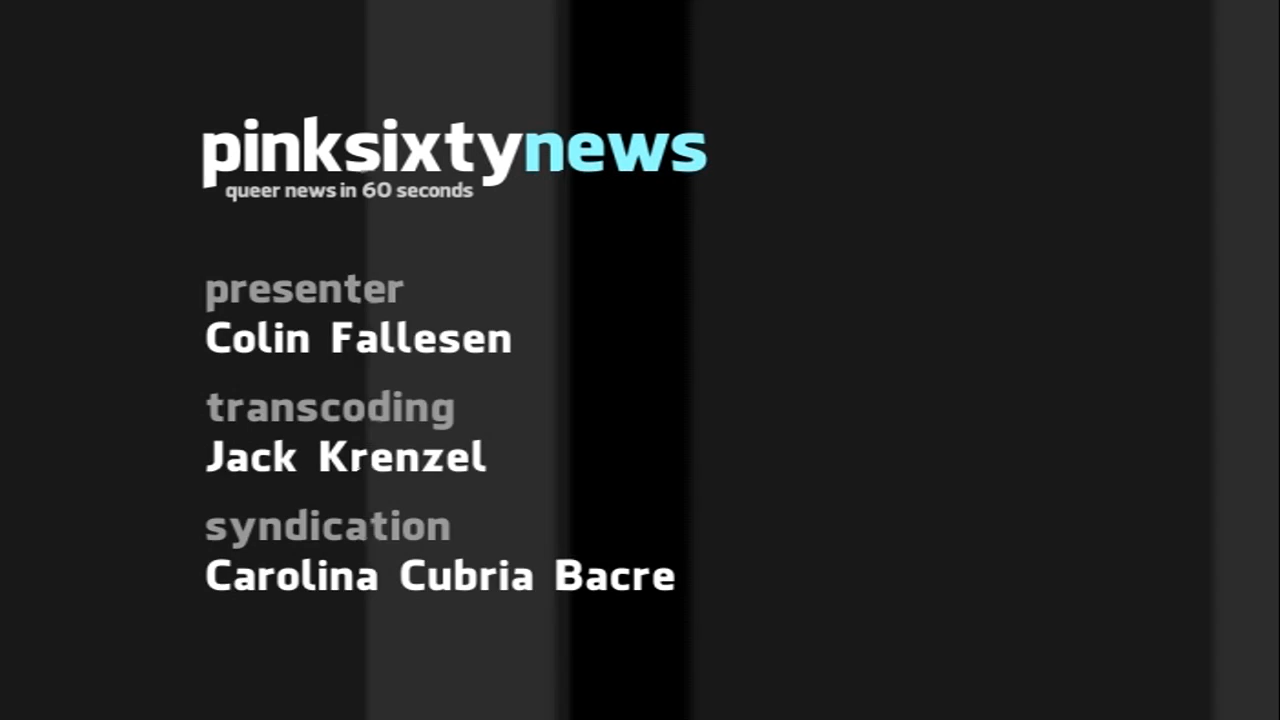 pinksixtynews
queer news in 60 seconds
presenter
Colin Fallesen
transcoding
Jack Krenzel
syndication
Carolina Cubria Bacre